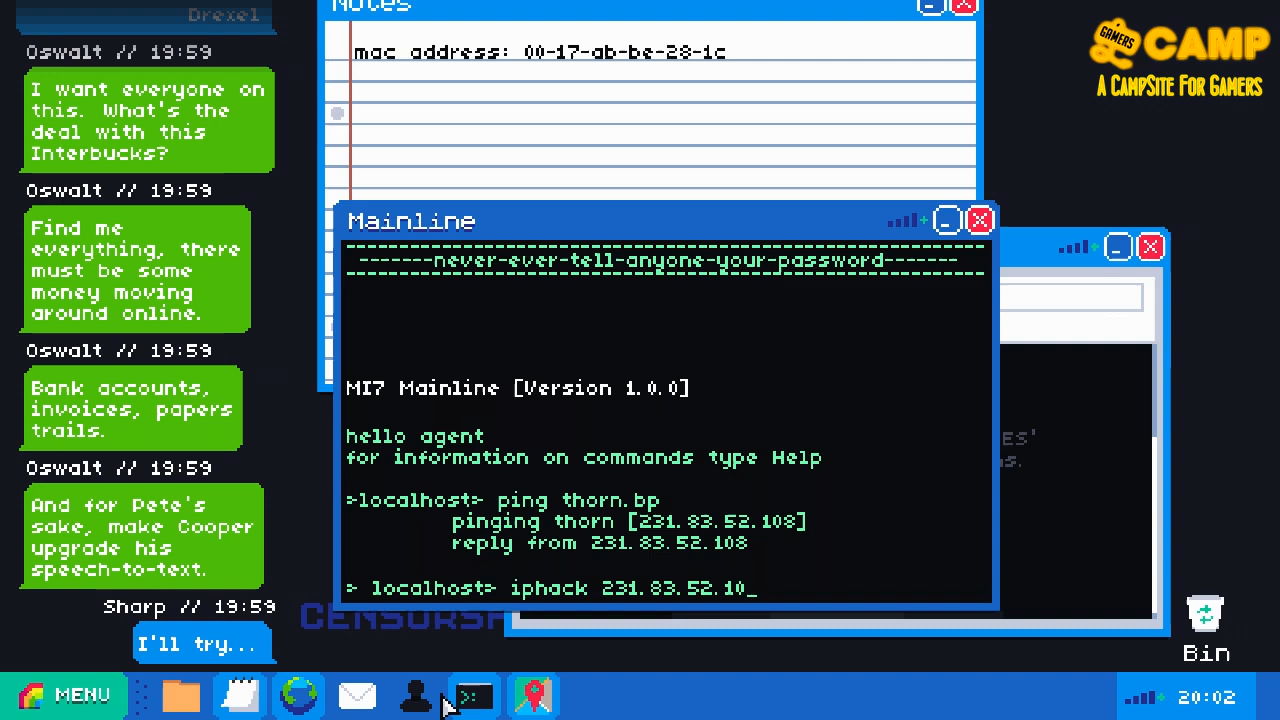 Drexel
Oswalt // 19:59
I want everyone on
this. What's the
deal with this
Interbucks?
Oswalt // 19:59
Find me
everything, there
must be some
money moving
around online.
Oswalt // 19:59
Bank accounts,
invoices, papers
trails.
Oswalt // 19:59
And for Pete's
sake, make Cooper
upgrade his
speech-to-text.
Sharp // 19:59
I'll try...
Notes
mac address: 00-17-ab-be-28-1c
Mainline
-------never-ever-tell-anyone-your-password-------
MI7 Mainline [Version 1.0.0]
hello agent
for information on commands type Help
>localhost> ping thorn.bp
pinging thorn [231.83.52.108]
reply from 231.83.52.108
> localhost> iphack 231.83.52.10_
GAMERS
CAMP
A CAMPSITE FOR GAMERS
Bin
MENU
20:02